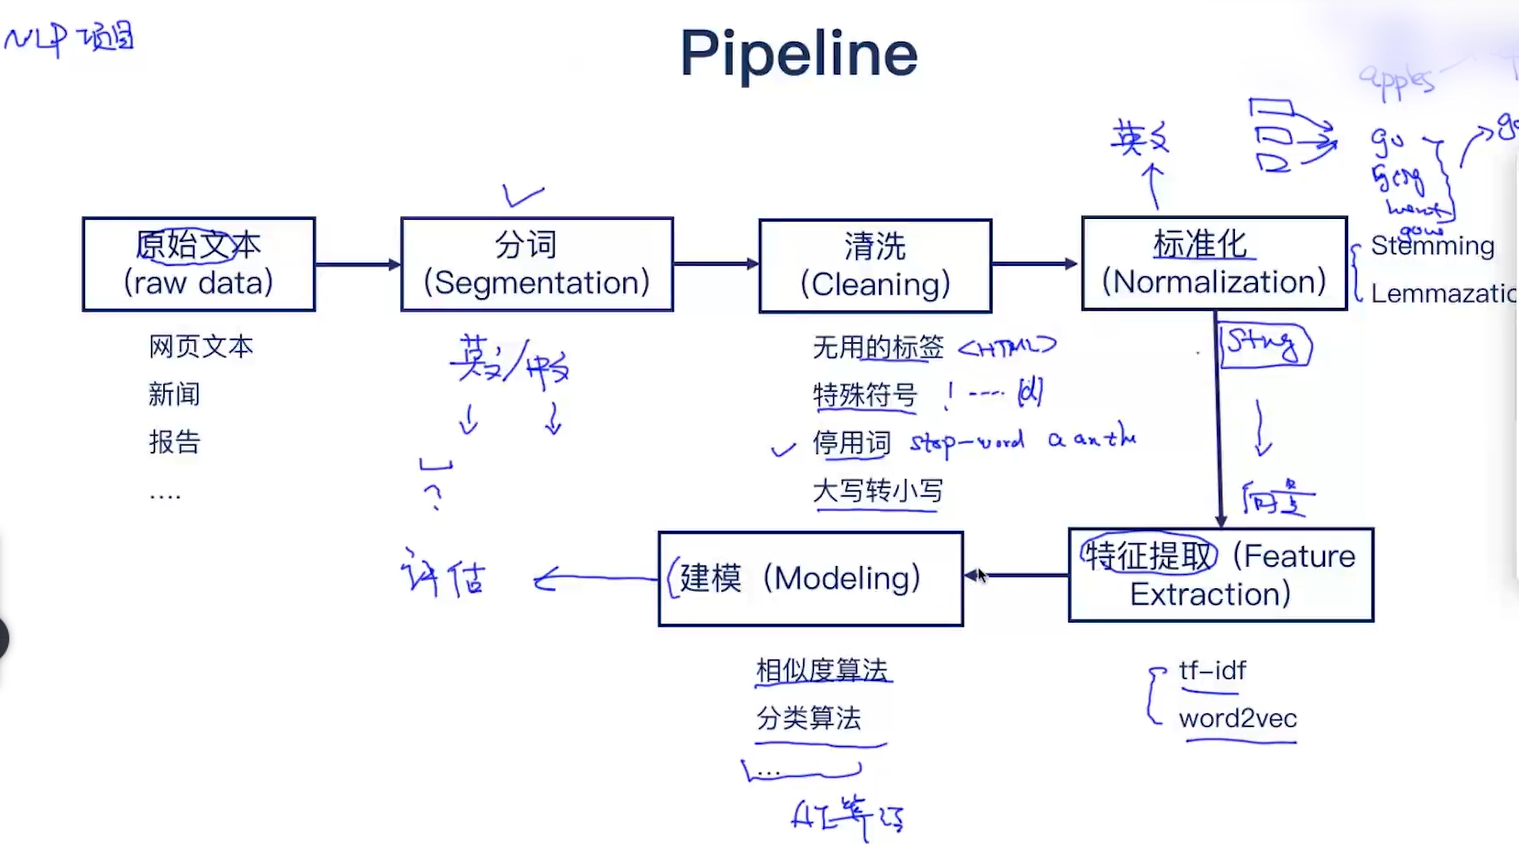 NLP 项目
Pipeline
apples
英文
go
going
went
gone
原始文本
（raw data）
分词
（Segmentation）
清洗
（Cleaning）
标准化
（Normalization）
Stemming
Lemmazatio
网页文本
新闻
报告
....
英文/中文
?
无用的标签 <HTML>
特殊符号 !
停用词 stop-word a an the
大写转小写
向量
特征提取（Feature
Extraction）
建模（Modeling）
评估
相似度算法
分类算法
...
AI算法
tf-idf
word2vec